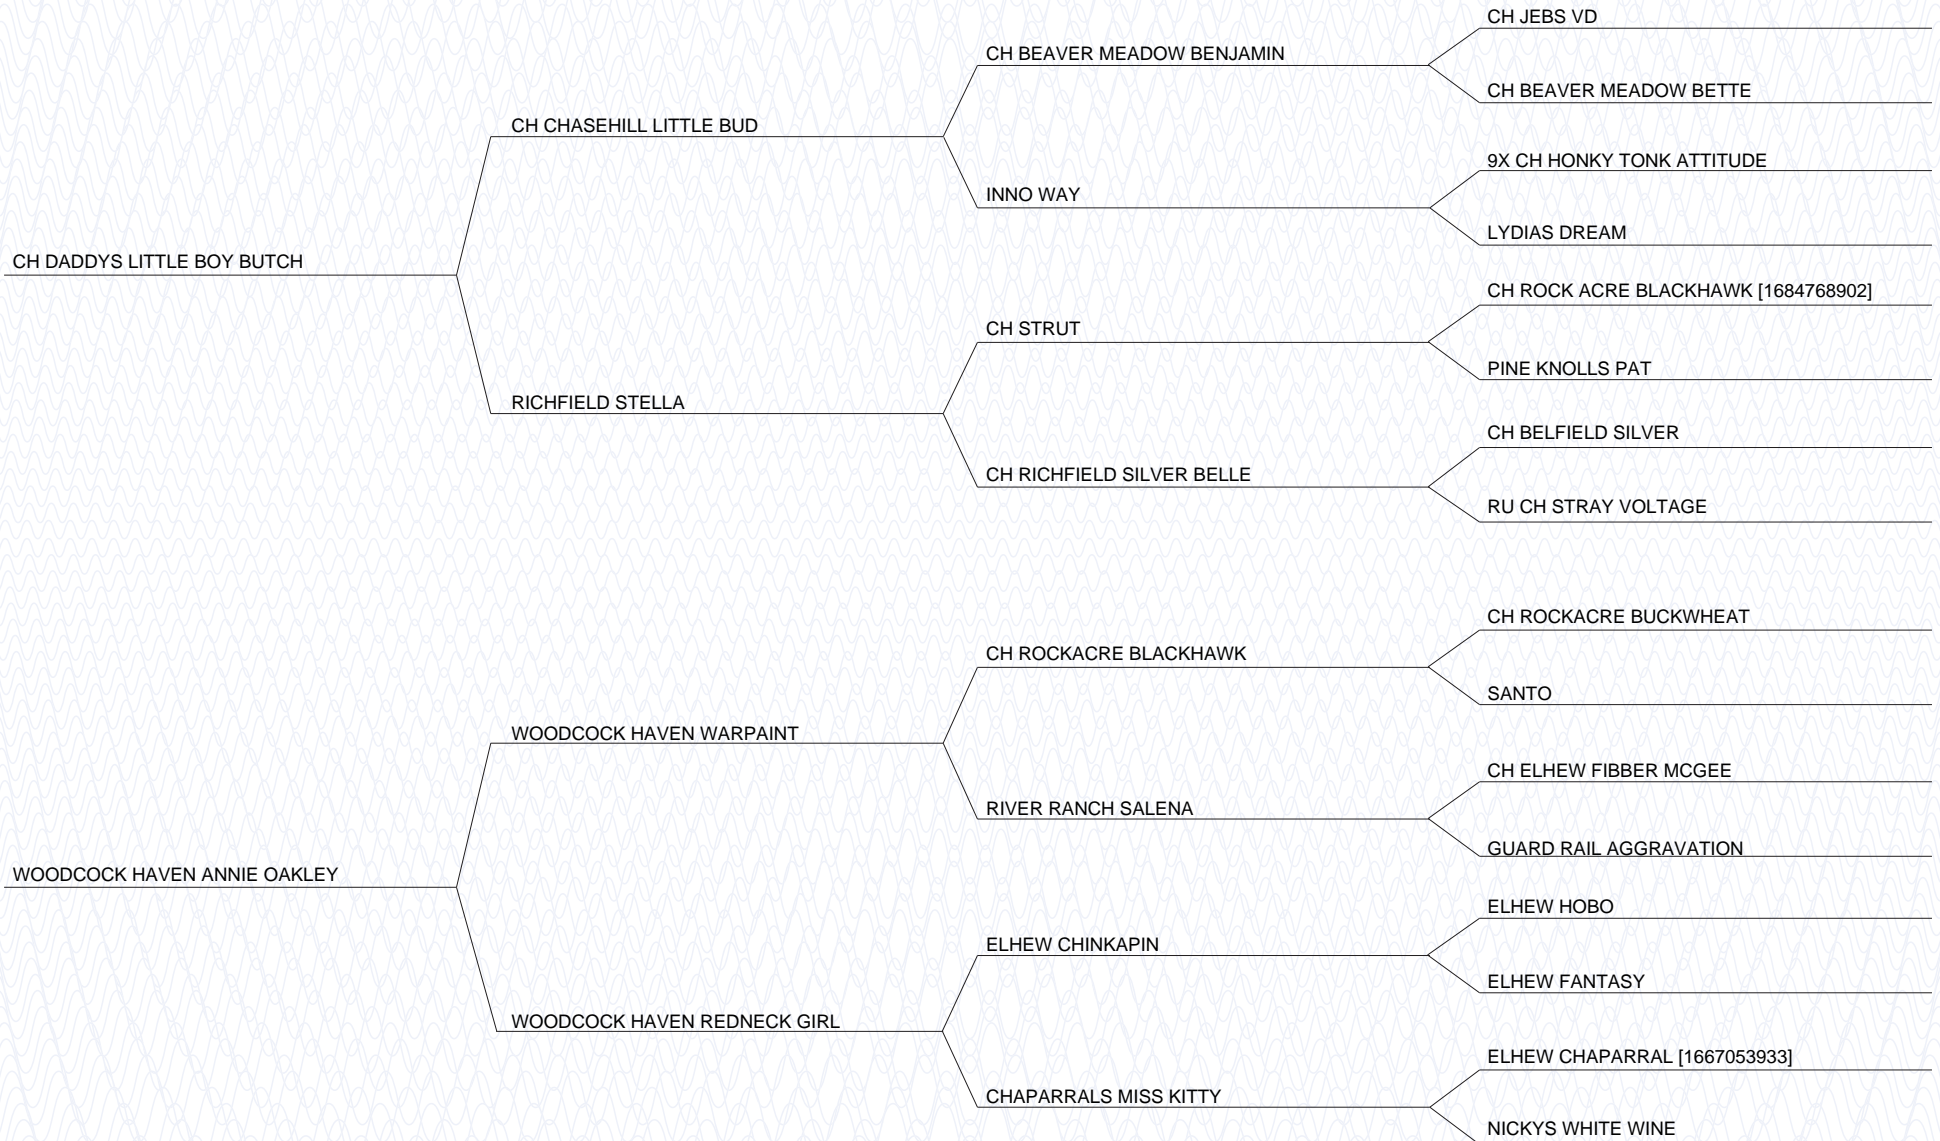 CH JEBS VD
CH BEAVER MEADOW BENJAMIN
CH BEAVER MEADOW BETTE
CH CHASEHILL LITTLE BUD
9X CH HONKY TONK ATTITUDE
INNO WAY
LYDIAS DREAM
CH DADDYS LITTLE BOY BUTCH
CH ROCK ACRE BLACKHAWK [1684768902]
CH STRUT
PINE KNOLLS PAT
RICHFIELD STELLA
CH BELFIELD SILVER
CH RICHFIELD SILVER BELLE
RU CH STRAY VOLTAGE
CH ROCKACRE BUCKWHEAT
CH ROCKACRE BLACKHAWK
SANTO
WOODCOCK HAVEN WARPAINT
CH ELHEW FIBBER MCGEE
RIVER RANCH SALENA
GUARD RAIL AGGRAVATION
WOODCOCK HAVEN ANNIE OAKLEY
ELHEW HOBO
ELHEW CHINKAPIN
ELHEW FANTASY
WOODCOCK HAVEN REDNECK GIRL
ELHEW CHAPARRAL [1667053933]
CHAPARRALS MISS KITTY
NICKYS WHITE WINE